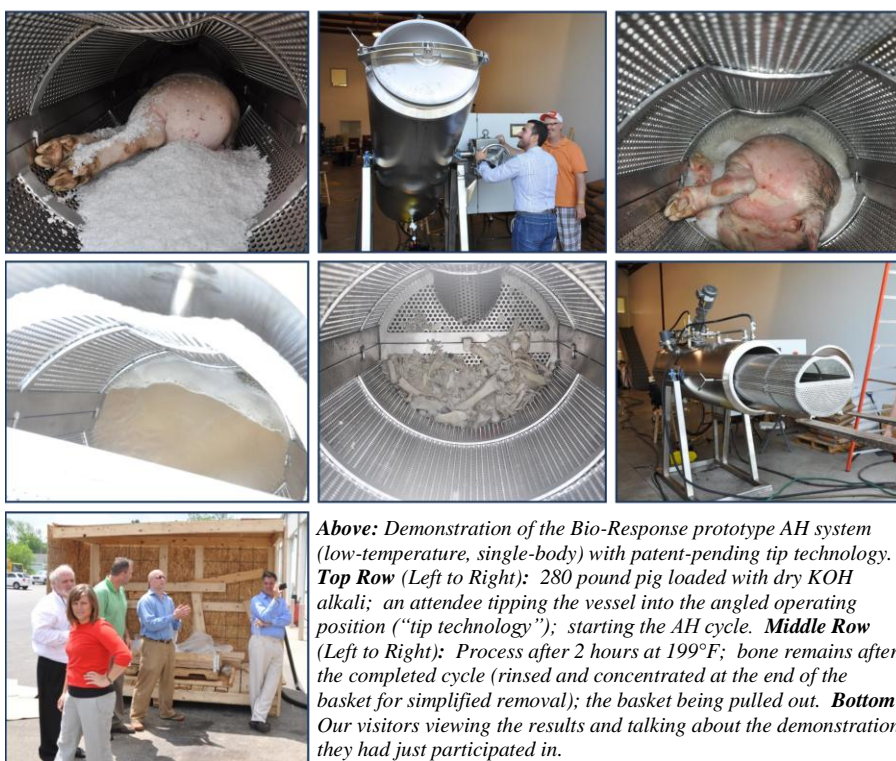 Above: Demonstration of the Bio-Response prototype AH system
(low-temperature, single-body) with patent-pending tip technology.
Top Row (Left to Right): 280 pound pig loaded with dry KOH
alkali; an attendee tipping the vessel into the angled operating
position (“tip technology”); starting the AH cycle. Middle Row
(Left to Right): Process after 2 hours at 199°F; bone remains after
the completed cycle (rinsed and concentrated at the end of the
basket for simplified removal); the basket being pulled out. Bottom:
Our visitors viewing the results and talking about the demonstration
they had just participated in.